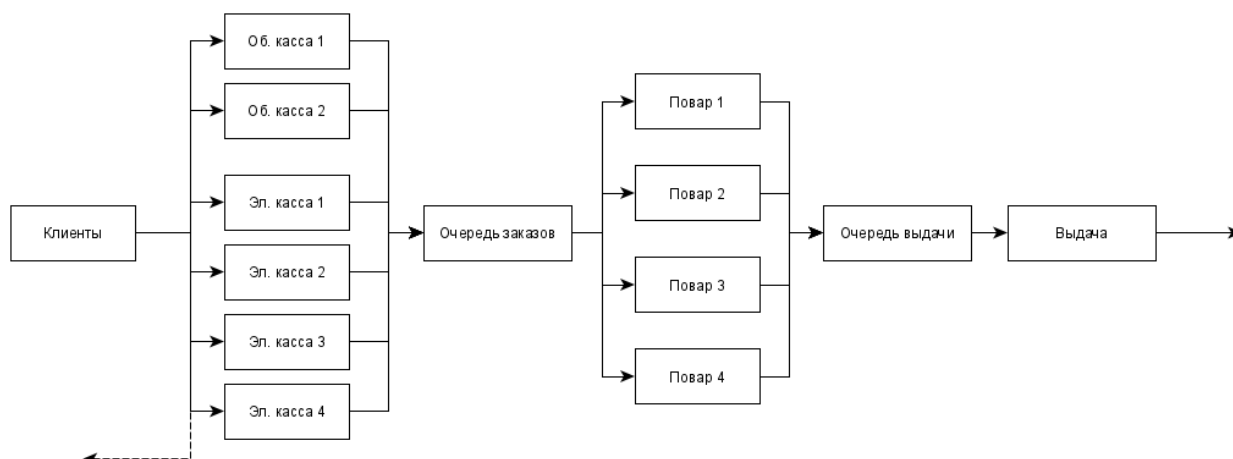 Об. касса 1
Об. касса 2
Эл. касса 1
Эл. касса 2
Эл. касса 3
Эл. касса 4
Клиенты
Очередь заказов
Повар 1
Повар 2
Повар 3
Повар 4
Очередь выдачи
Выдача